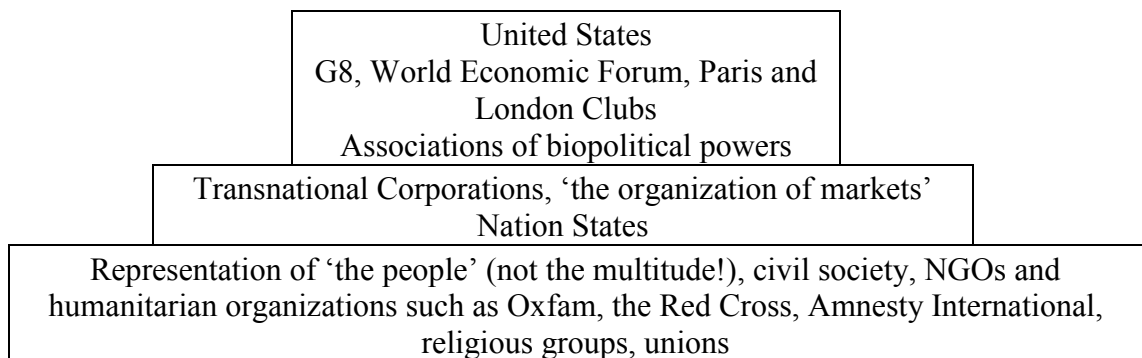 United States
G8, World Economic Forum, Paris and
London Clubs
Associations of biopolitical powers
Transnational Corporations, ‘the organization of markets’
Nation States
Representation of ‘the people’ (not the multitude!), civil society, NGOs and
humanitarian organizations such as Oxfam, the Red Cross, Amnesty International,
religious groups, unions